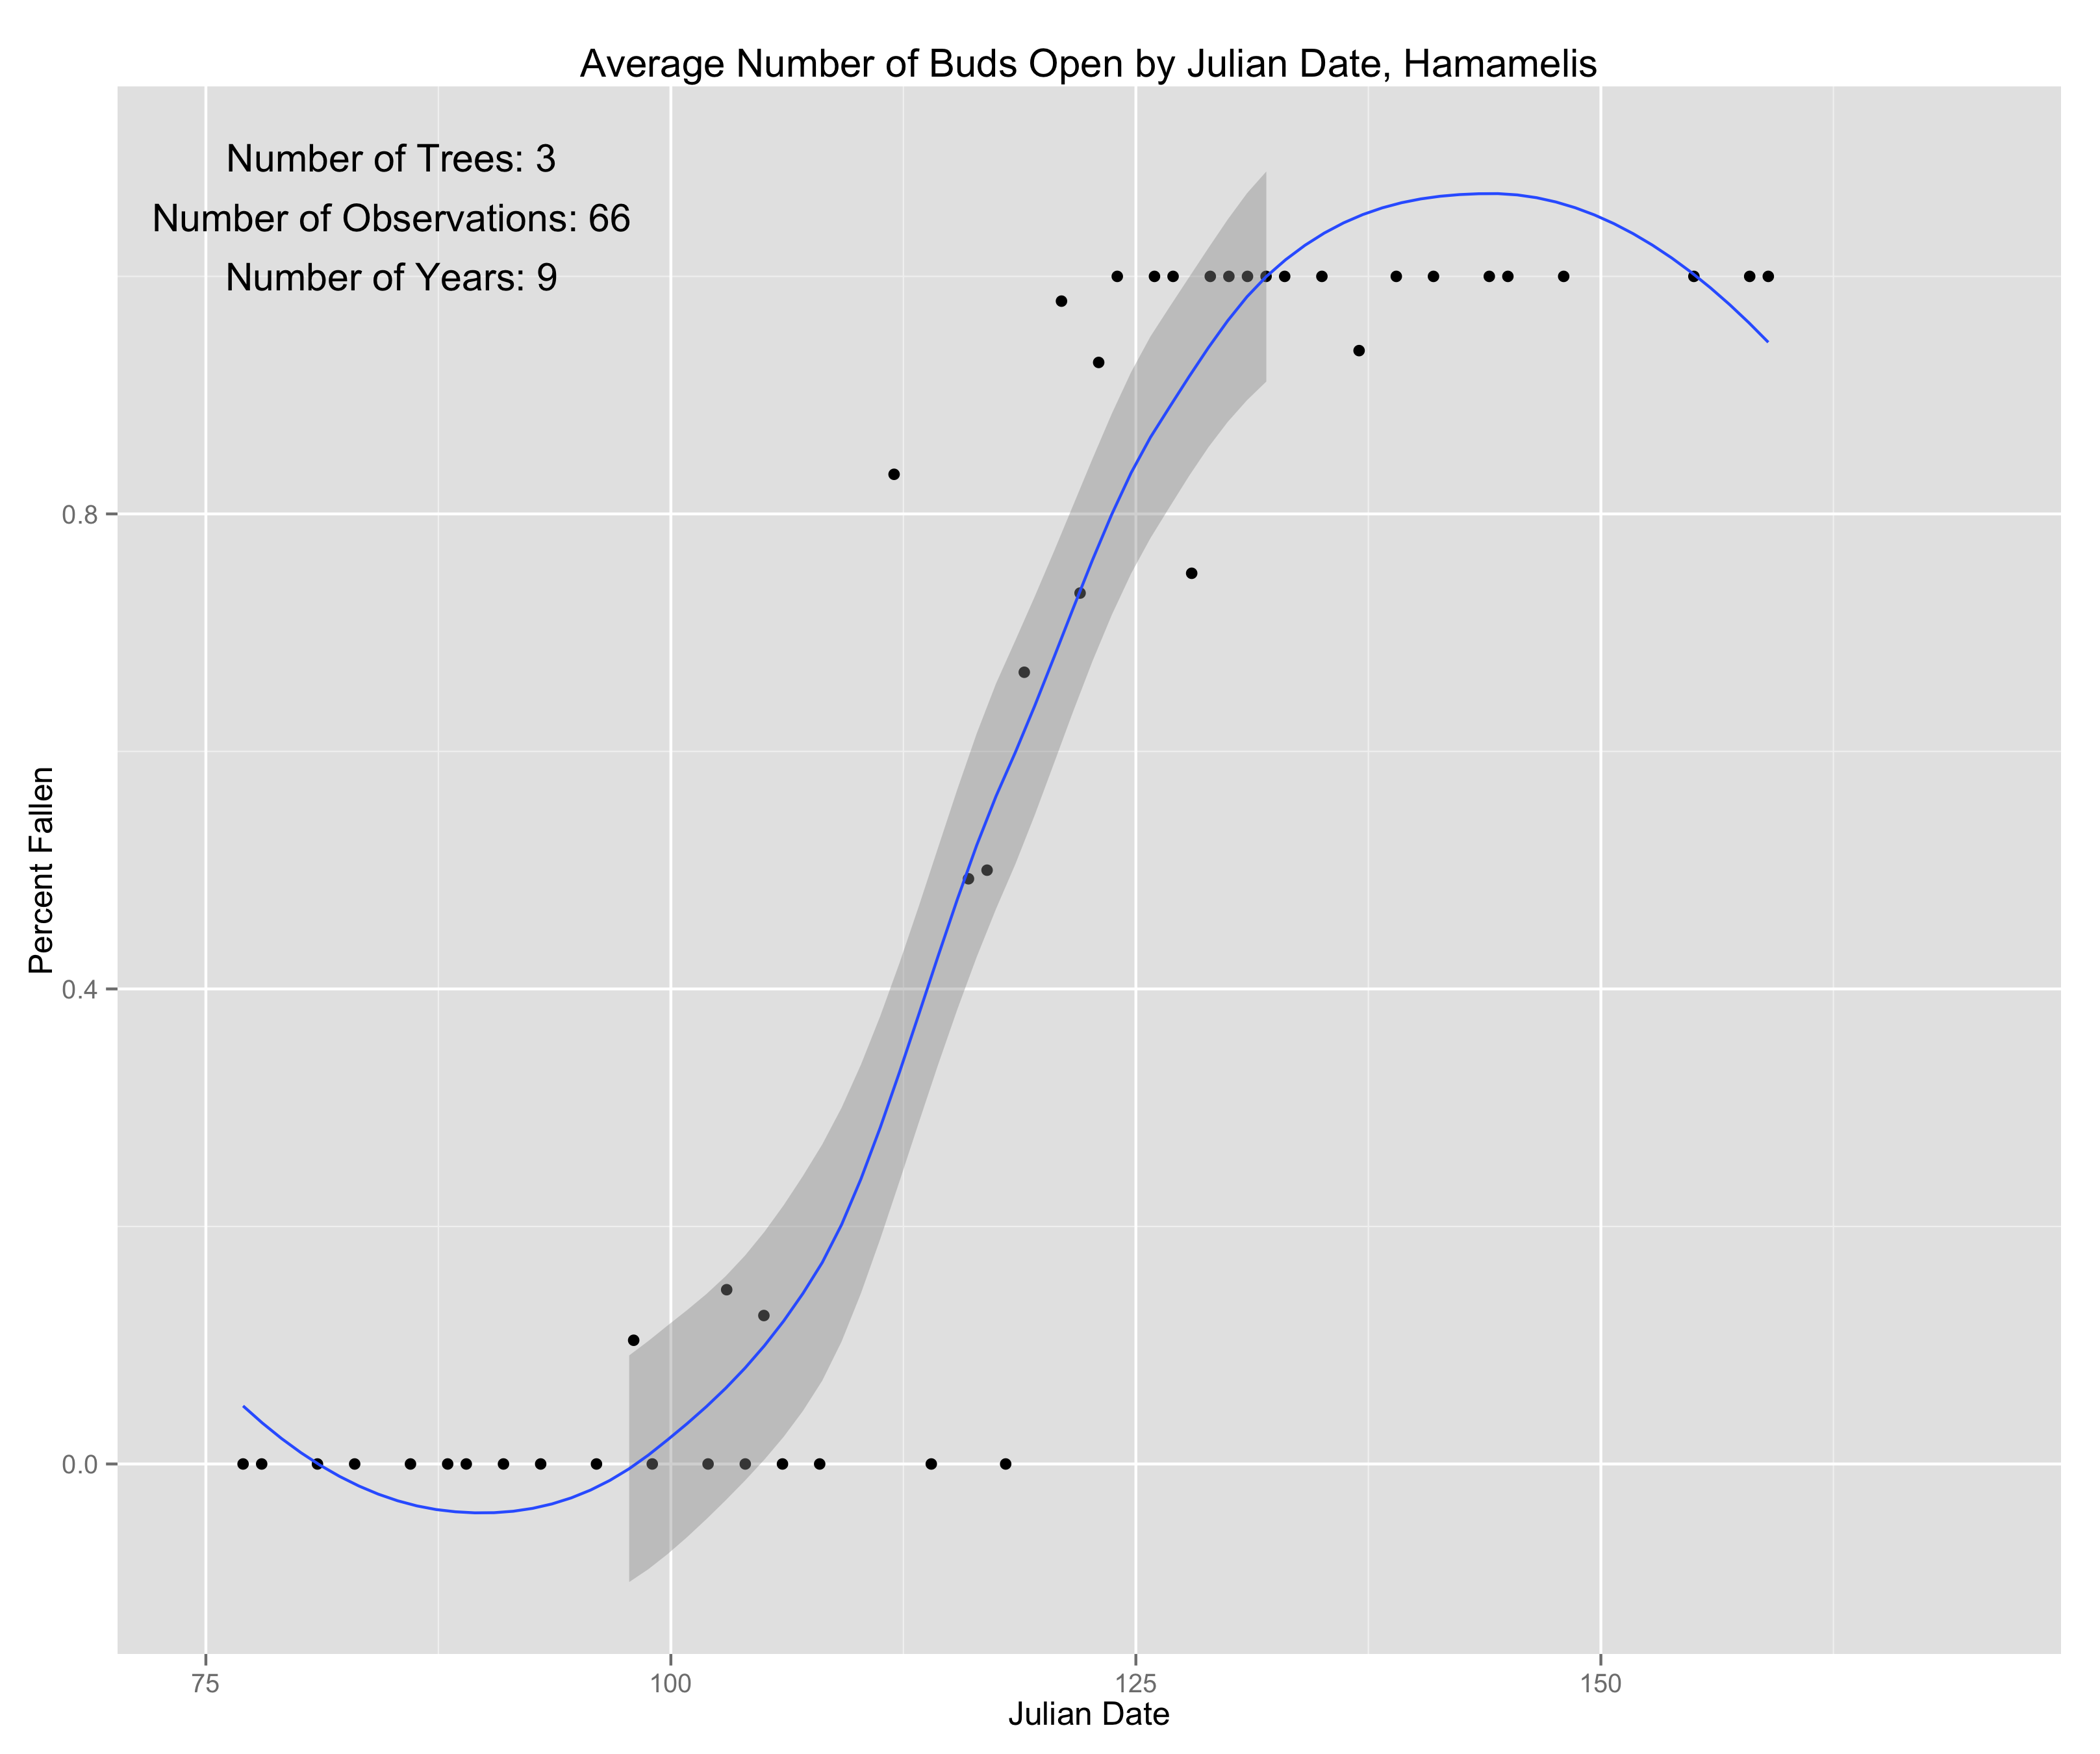 Average Number of Buds Open by Julian Date, Hamamelis
Number of Trees: 3
Number of Observations: 66
Number of Years: 9
0.8
0.4
0.0
Percent Fallen
75 100 125 150
Julian Date